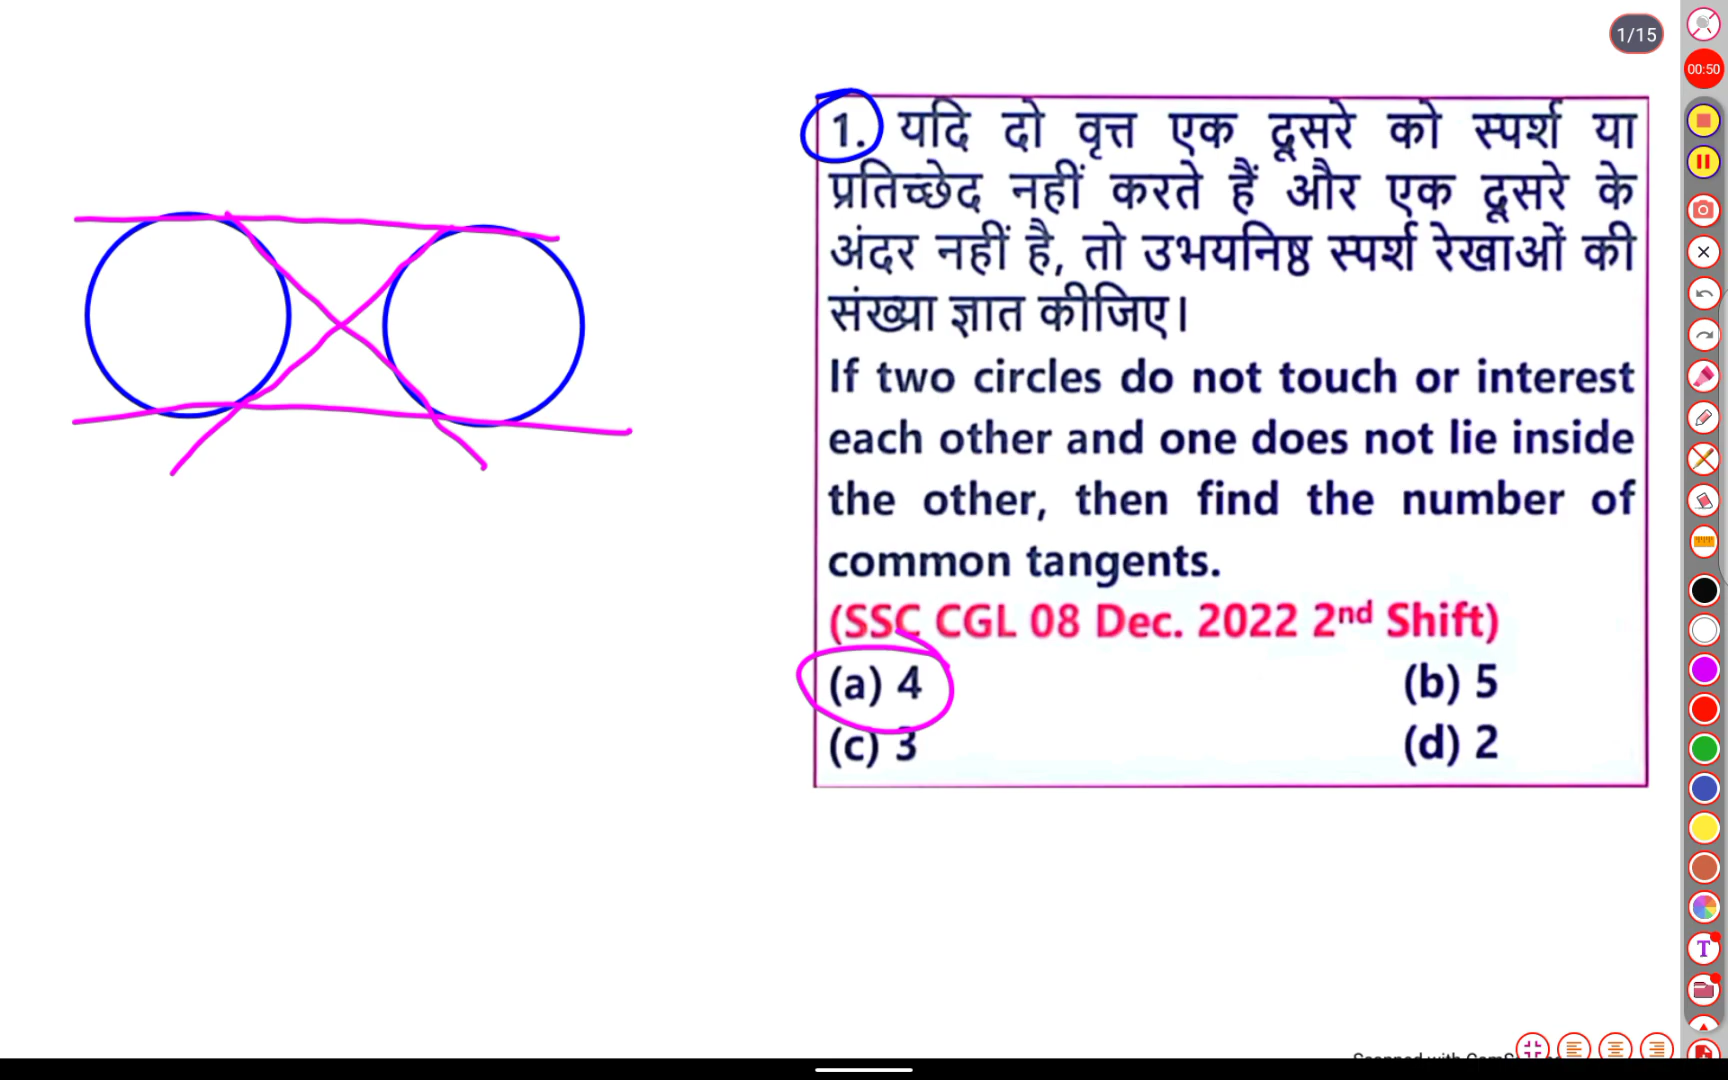 1/15
00:50
1. यदि दो वृत्त एक दूसरे को स्पर्श या
प्रतिच्छेद नहीं करते हैं और एक दूसरे के
अंदर नहीं है, तो उभयनिष्ठ स्पर्श रेखाओं की
संख्या ज्ञात कीजिए।
If two circles do not touch or interest
each other and one does not lie inside
the other, then find the number of
common tangents.
(SSC CGL 08 Dec. 2022 2nd Shift)
(a) 4 (b) 5
(c) 3 (d) 2
T